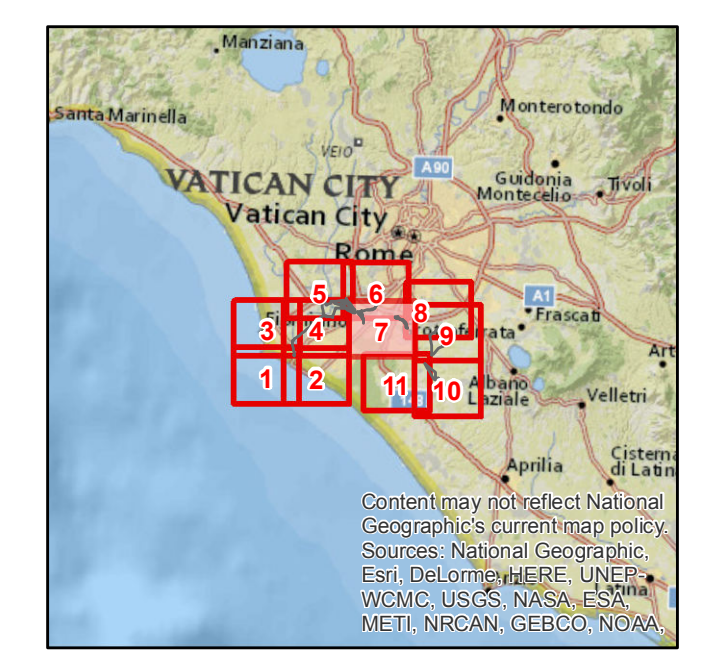 Manziana
Santa Marinella
Monterotondo
VEIO
A90
Guidonia
Montecelio
Tivoli
VATICAN CITY
Vatican City
Rome
5
6
8
A1
Frascati
3
4
7
9
1
2
11
10
Albano
Laziale
Velletri
Art
Cisterna
di Latin
Aprilia
Content may not reflect National
Geographic's current map policy.
Sources: National Geographic,
Esri, DeLorme, HERE, UNEP-
WCMC, USGS, NASA, ESA,
METI, NRCAN, GEBCO, NOAA,